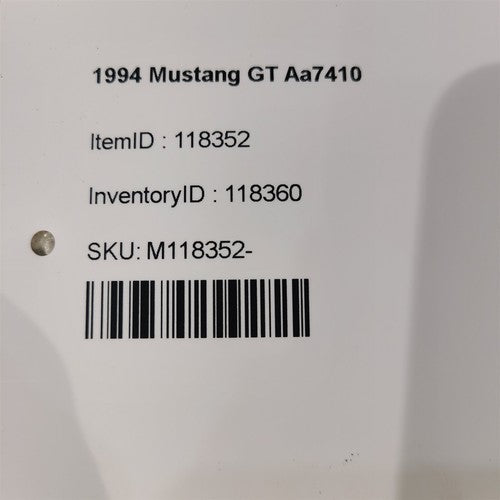 1994 Mustang GT Aa7410
ItemID : 118352
InventoryID : 118360
SKU: M118352-